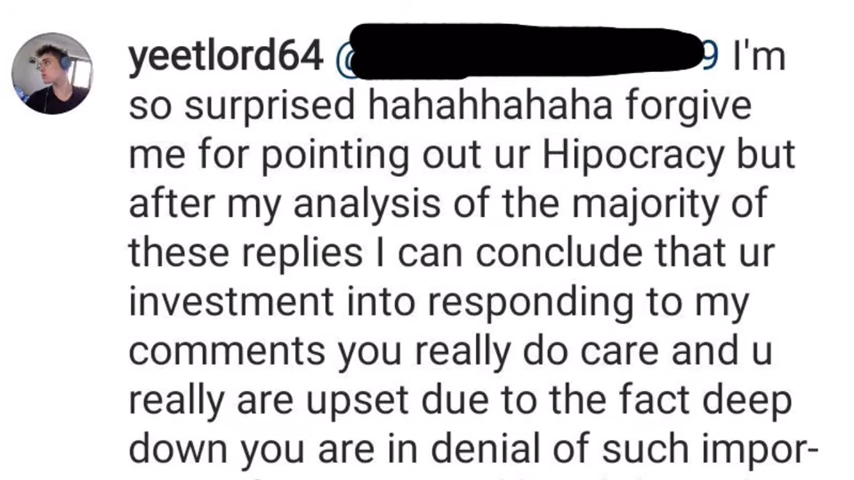 yeetlord64 @9 I'm
so surprised hahahhahaha forgive
me for pointing out ur Hipocracy but
after my analysis of the majority of
these replies I can conclude that ur
investment into responding to my
comments you really do care and u
really are upset due to the fact deep
down you are in denial of such impor-